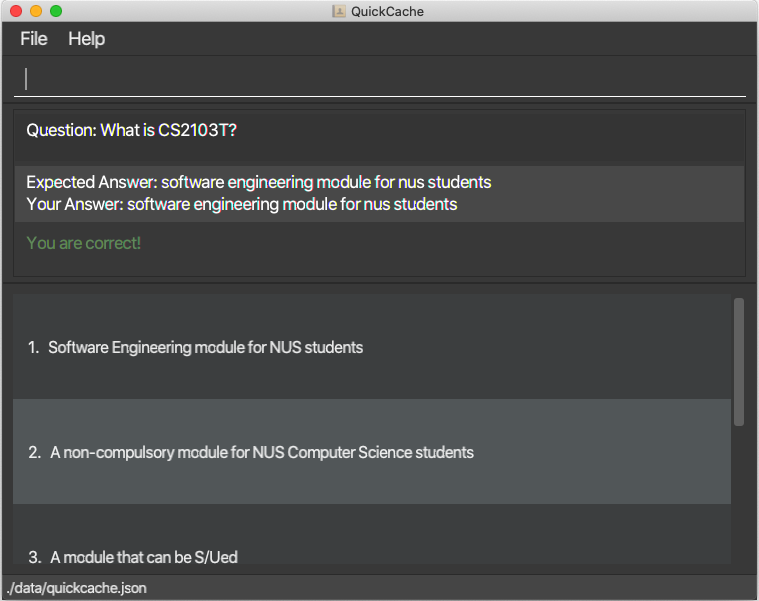 QuickCache
File Help
Question: What is CS2103T?
Expected Answer: software engineering module for nus students
Your Answer: software engineering module for nus students
You are correct!
1. Software Engineering module for NUS students
2. A non-compulsory module for NUS Computer Science students
3. A module that can be S/Ued
./data/quickcache.json